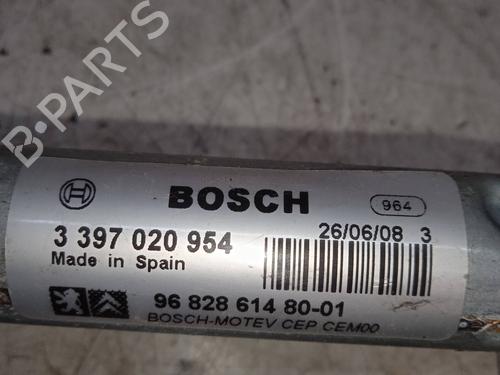 B-PARTS
BOSCH
964
3 397 020 954
26/06/08 3
Made in Spain
96 828 614 80-01
BOSCH-MOTEV CEP CEM00